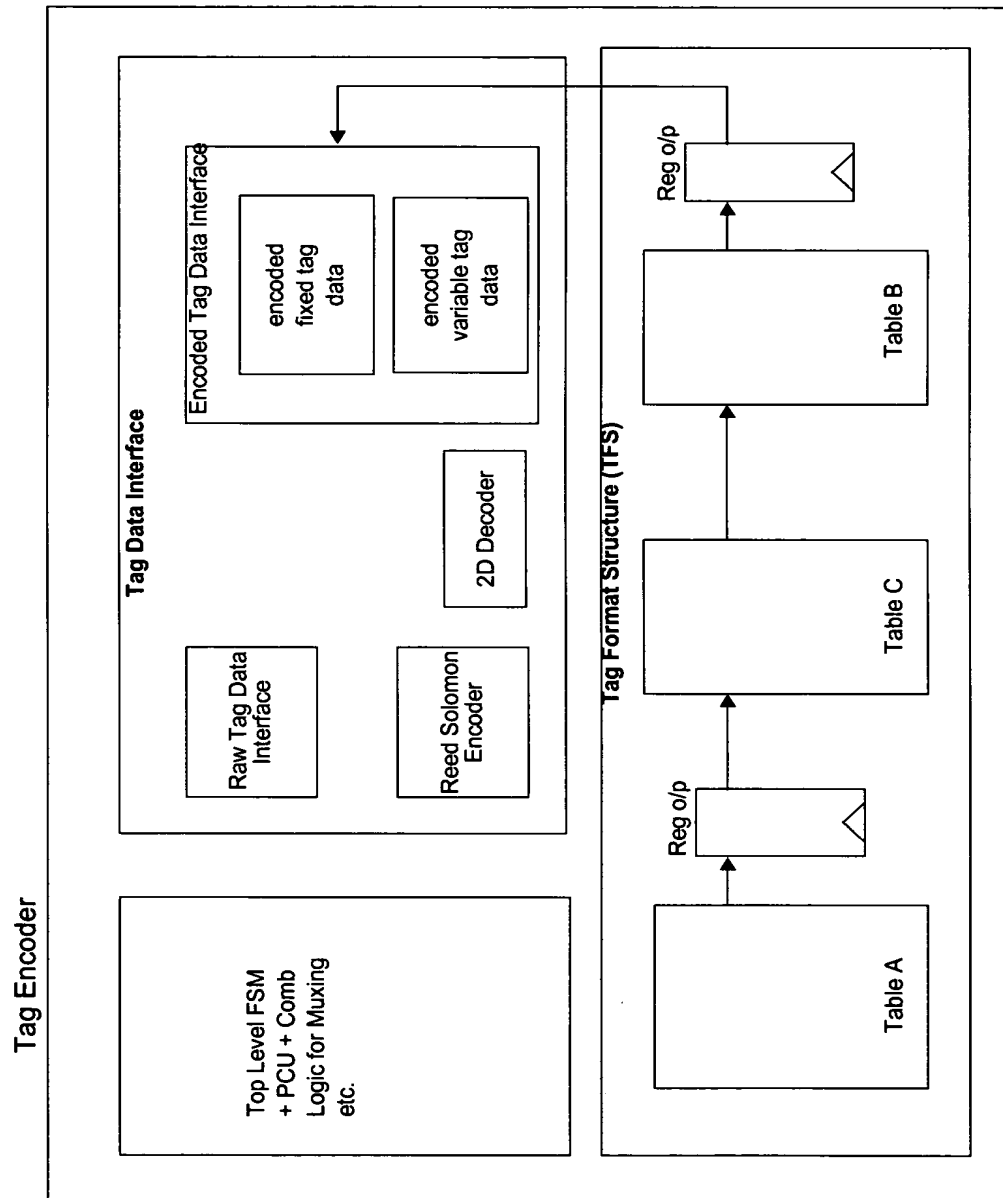 Tag Encoder
Top Level FSM
+ PCU + Comb
Logic for Muxing
etc.
Tag Data Interface
Raw Tag Data
Interface
Reed Solomon
Encoder
2D Decoder
Encoded Tag Data Interface
encoded
fixed tag
data
encoded
variable tag
data
Tag Format Structure (TFS)
Table A
Reg o/p
Table C
Table B
Reg o/p